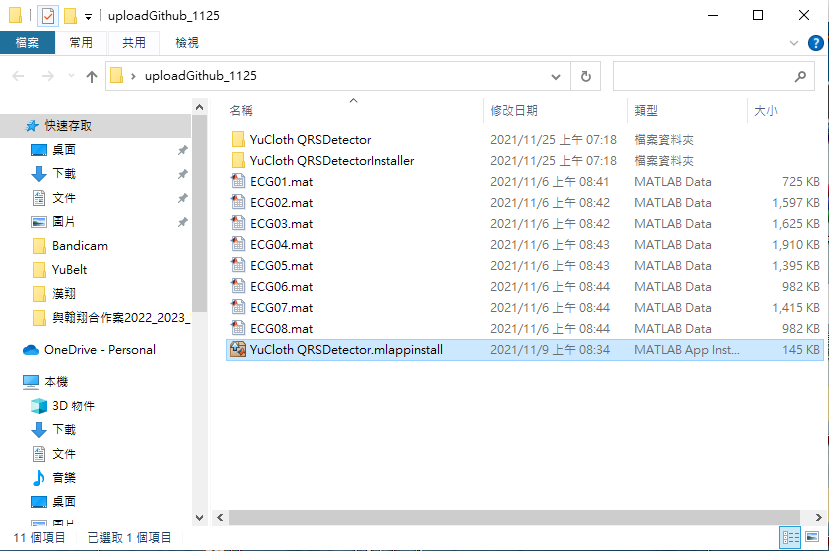 uploadGithub_1125
檔案 常用 共用 檢視
uploadGithub_1125
名稱 修改日期 類型 大小
快速存取
桌面
下載
文件
圖片
Bandicam
YuBelt
漢翔
與翰翔合作案2022_2023_
OneDrive - Personal
本機
3D 物件
下載
文件
音樂
桌面
圖片
YuCloth QRSDetector 2021/11/25 上午 07:18 檔案資料夾
YuCloth QRSDetectorInstaller 2021/11/25 上午 07:18 檔案資料夾
ECG01.mat 2021/11/6 上午 08:41 MATLAB Data 725 KB
ECG02.mat 2021/11/6 上午 08:42 MATLAB Data 1,597 KB
ECG03.mat 2021/11/6 上午 08:42 MATLAB Data 1,625 KB
ECG04.mat 2021/11/6 上午 08:43 MATLAB Data 1,910 KB
ECG05.mat 2021/11/6 上午 08:43 MATLAB Data 1,395 KB
ECG06.mat 2021/11/6 上午 08:44 MATLAB Data 982 KB
ECG07.mat 2021/11/6 上午 08:44 MATLAB Data 1,415 KB
ECG08.mat 2021/11/6 上午 08:44 MATLAB Data 982 KB
YuCloth QRSDetector.mlappinstall 2021/11/9 上午 08:34 MATLAB App Inst... 145 KB
11 個項目 已選取 1 個項目